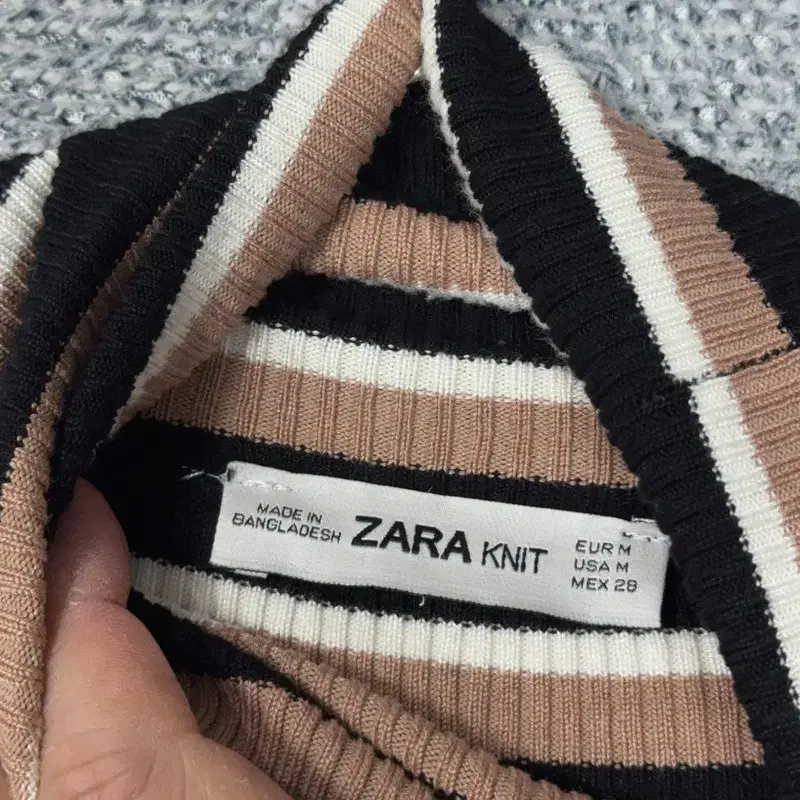 MADE IN
BANGLADESH
ZARA KNIT
EUR M
USA M
MEX 28